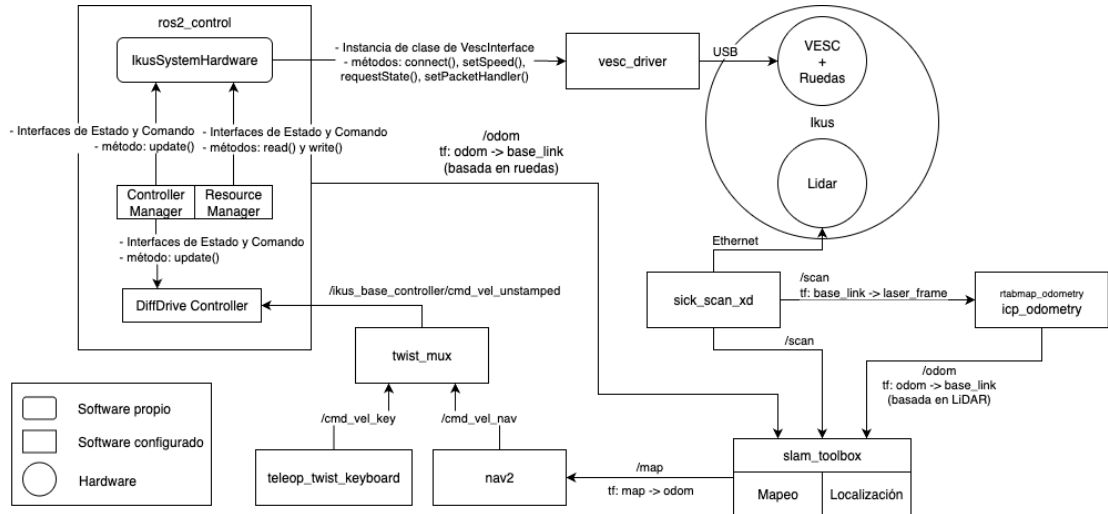 ros2_control
IkusSystemHardware
- Instancia de clase de VescInterface
- métodos: connect(), setSpeed(),
requestState(), setPacketHandler()
vesc_driver
USB
VESC
+
Ruedas
Ikus
Lidar
- Interfaces de Estado y Comando
- método: update()
- Interfaces de Estado y Comando
- métodos: read() y write()
/odom
tf: odom -> base_link
(basada en ruedas)
Controller
Manager
Resource
Manager
- Interfaces de Estado y Comando
- método: update()
DiffDrive Controller
/ikus_base_controller/cmd_vel_unstamped
Ethernet
sick_scan_xd
/scan
tf: base_link -> laser_frame
rtabmap_odometry
icp_odometry
/scan
twist_mux
/odom
tf: odom -> base_link
(basada en LiDAR)
/cmd_vel_key
/cmd_vel_nav
teleop_twist_keyboard
nav2
/map
tf: map -> odom
slam_toolbox
Mapeo
Localización
Software propio
Software configurado
Hardware